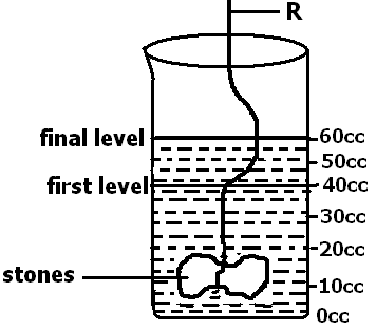 R
final level
60cc
50cc
first level
40cc
30cc
20cc
stones
10cc
0cc